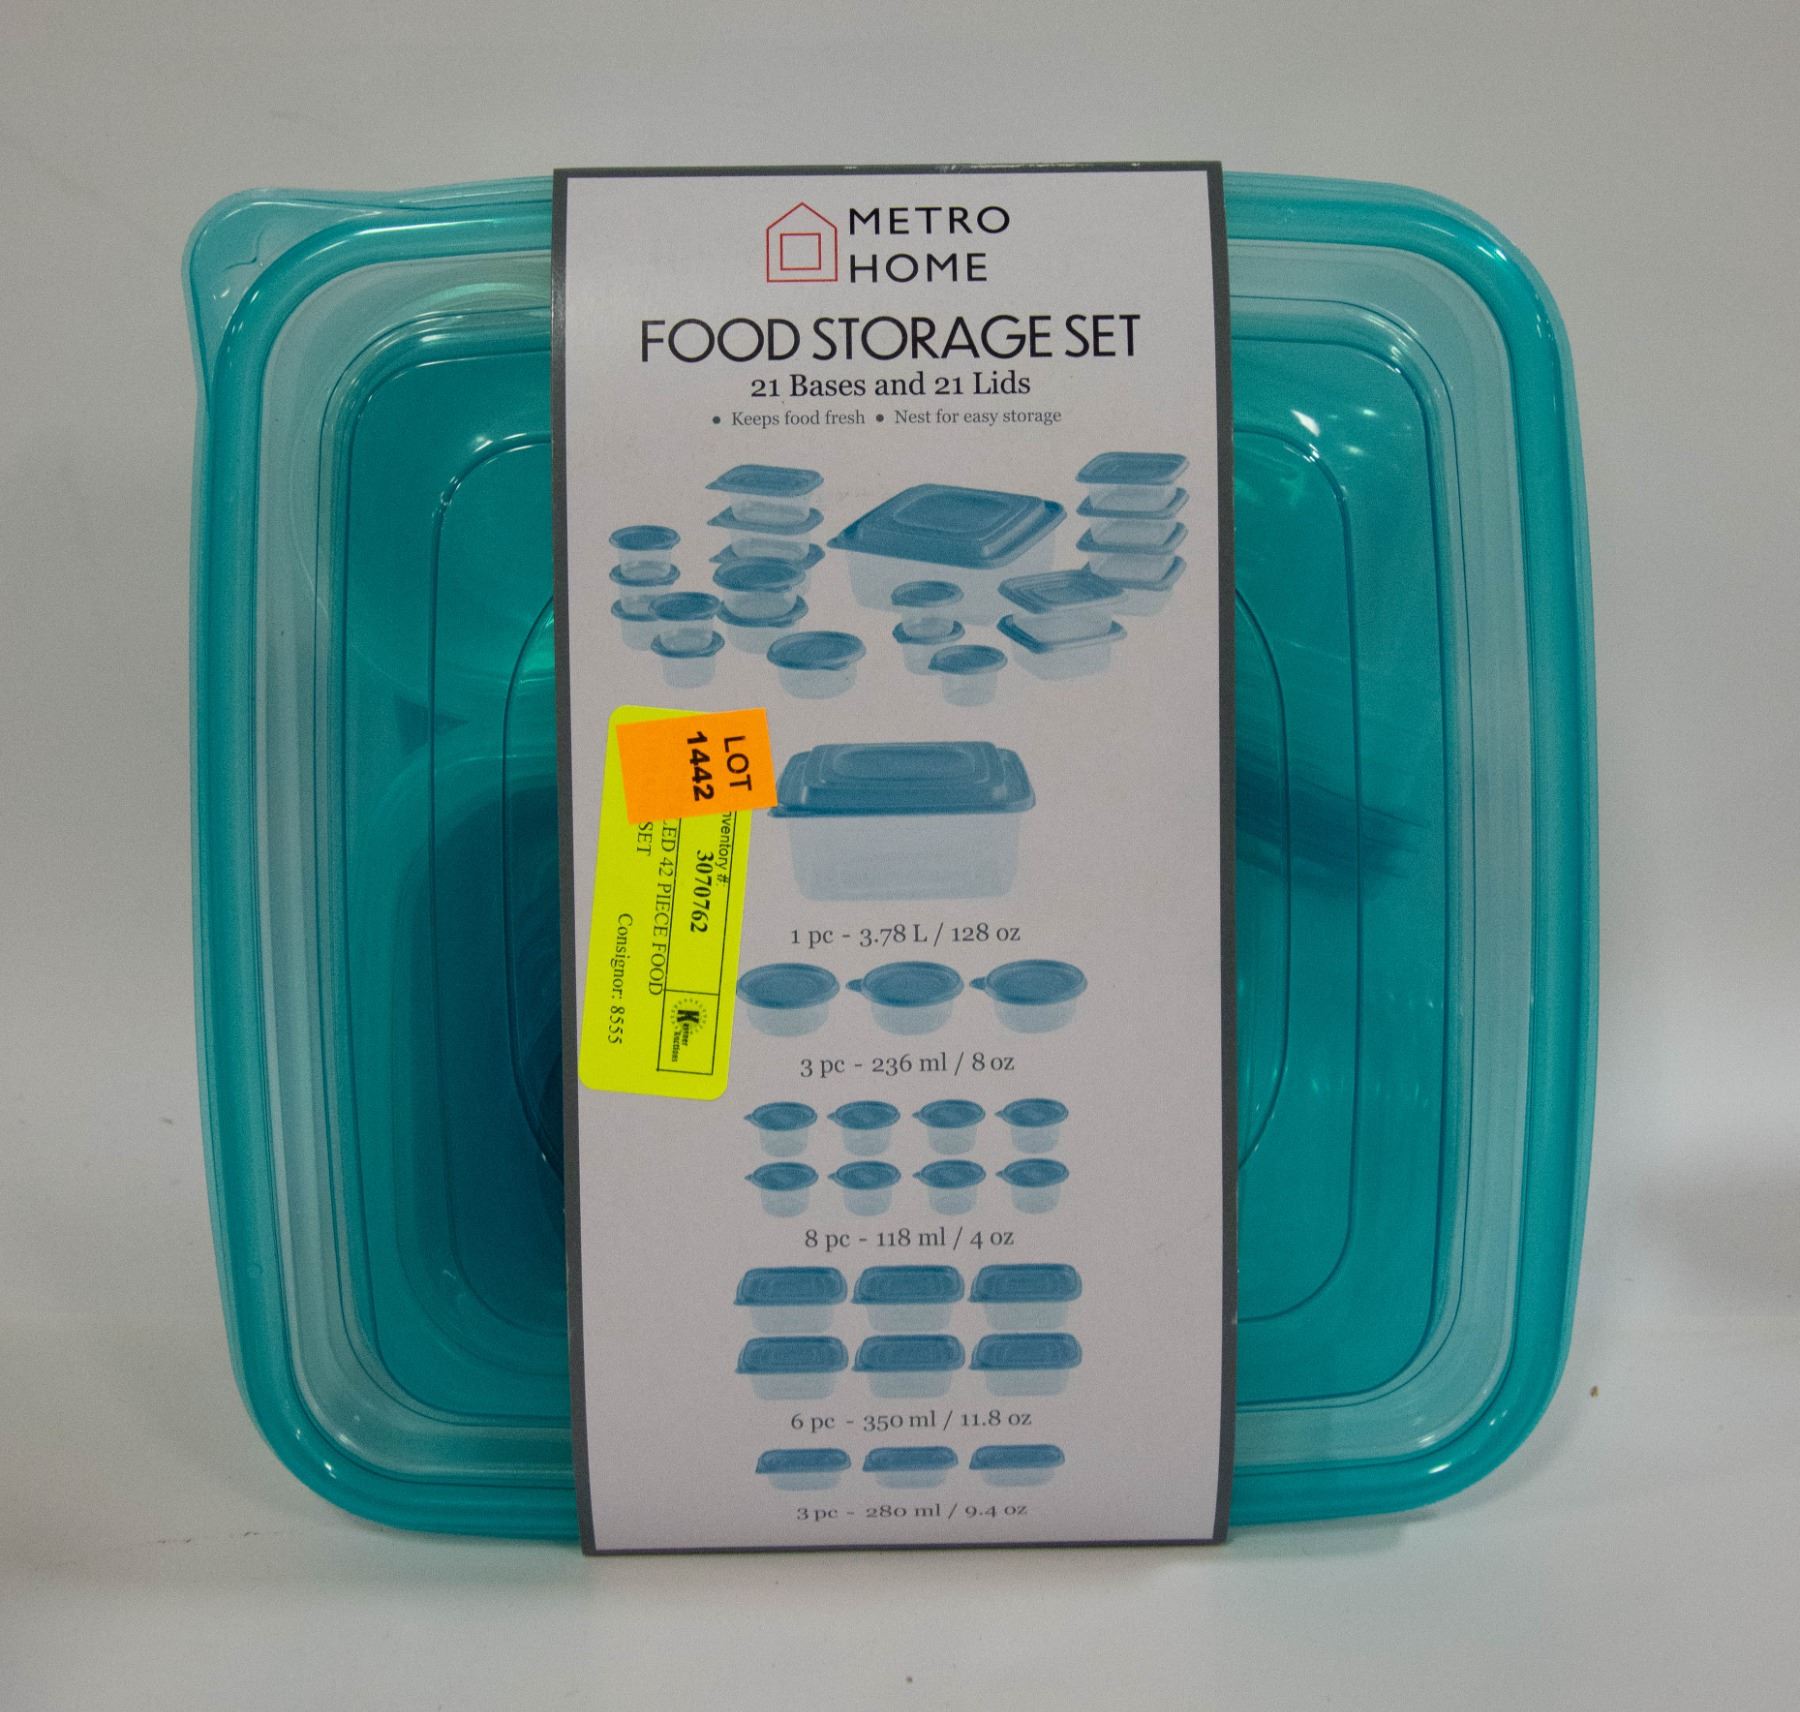 METRO
HOME
FOOD STORAGE SET
21 Bases and 21 Lids
• Keeps food fresh • Nest for easy storage
LOT
1442
nventory #:
3070762
LED 42 PIECE FOOD
SET
Consignor: 8555
1 pc - 3.78 L / 128 oz
3 pc - 236 ml / 8 oz
8 pc - 118 ml / 4 oz
6 pc - 350 ml / 11.8 oz
3 pc - 280 ml / 9.4 oz